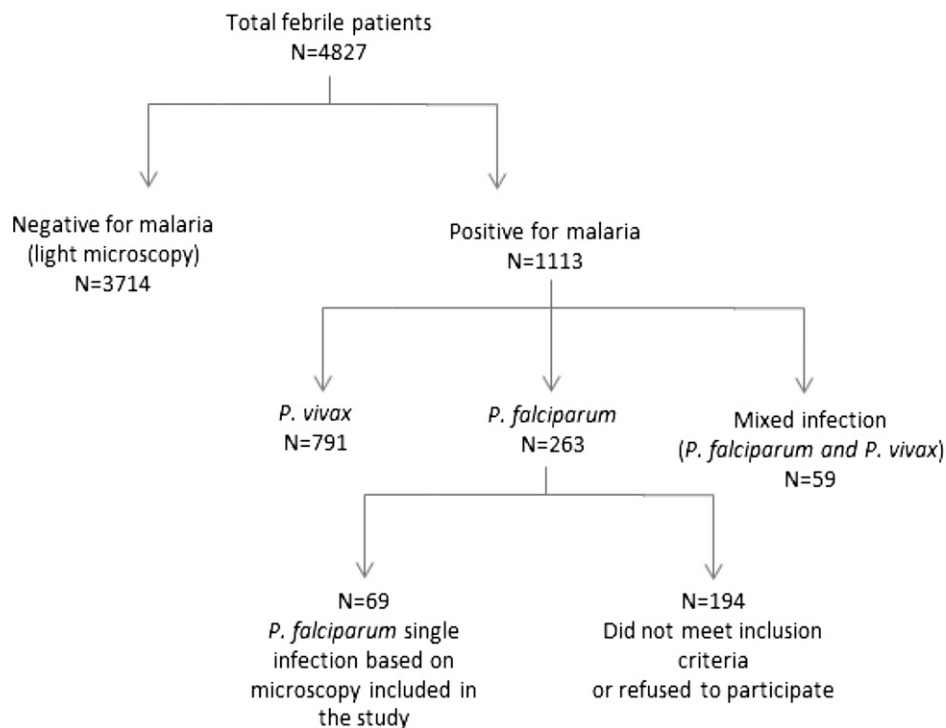 Total febrile patients
N=4827
Negative for malaria
(light microscopy)
N=3714
Positive for malaria
N=1113
P. vivax
N=791
P. falciparum
N=263
Mixed infection
(P. falciparum and P. vivax)
N=59
N=69
P. falciparum single
infection based on
microscopy included in
the study
N=194
Did not meet inclusion
criteria
or refused to participate